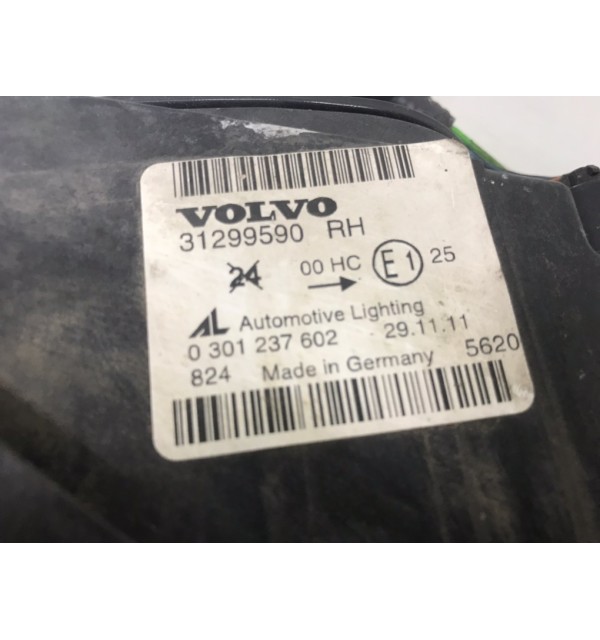 VOLVO
31299590 RH
24 00 HC E1 25
AL Automotive Lighting
0 301 237 602 29.11.11
824 Made in Germany 5620